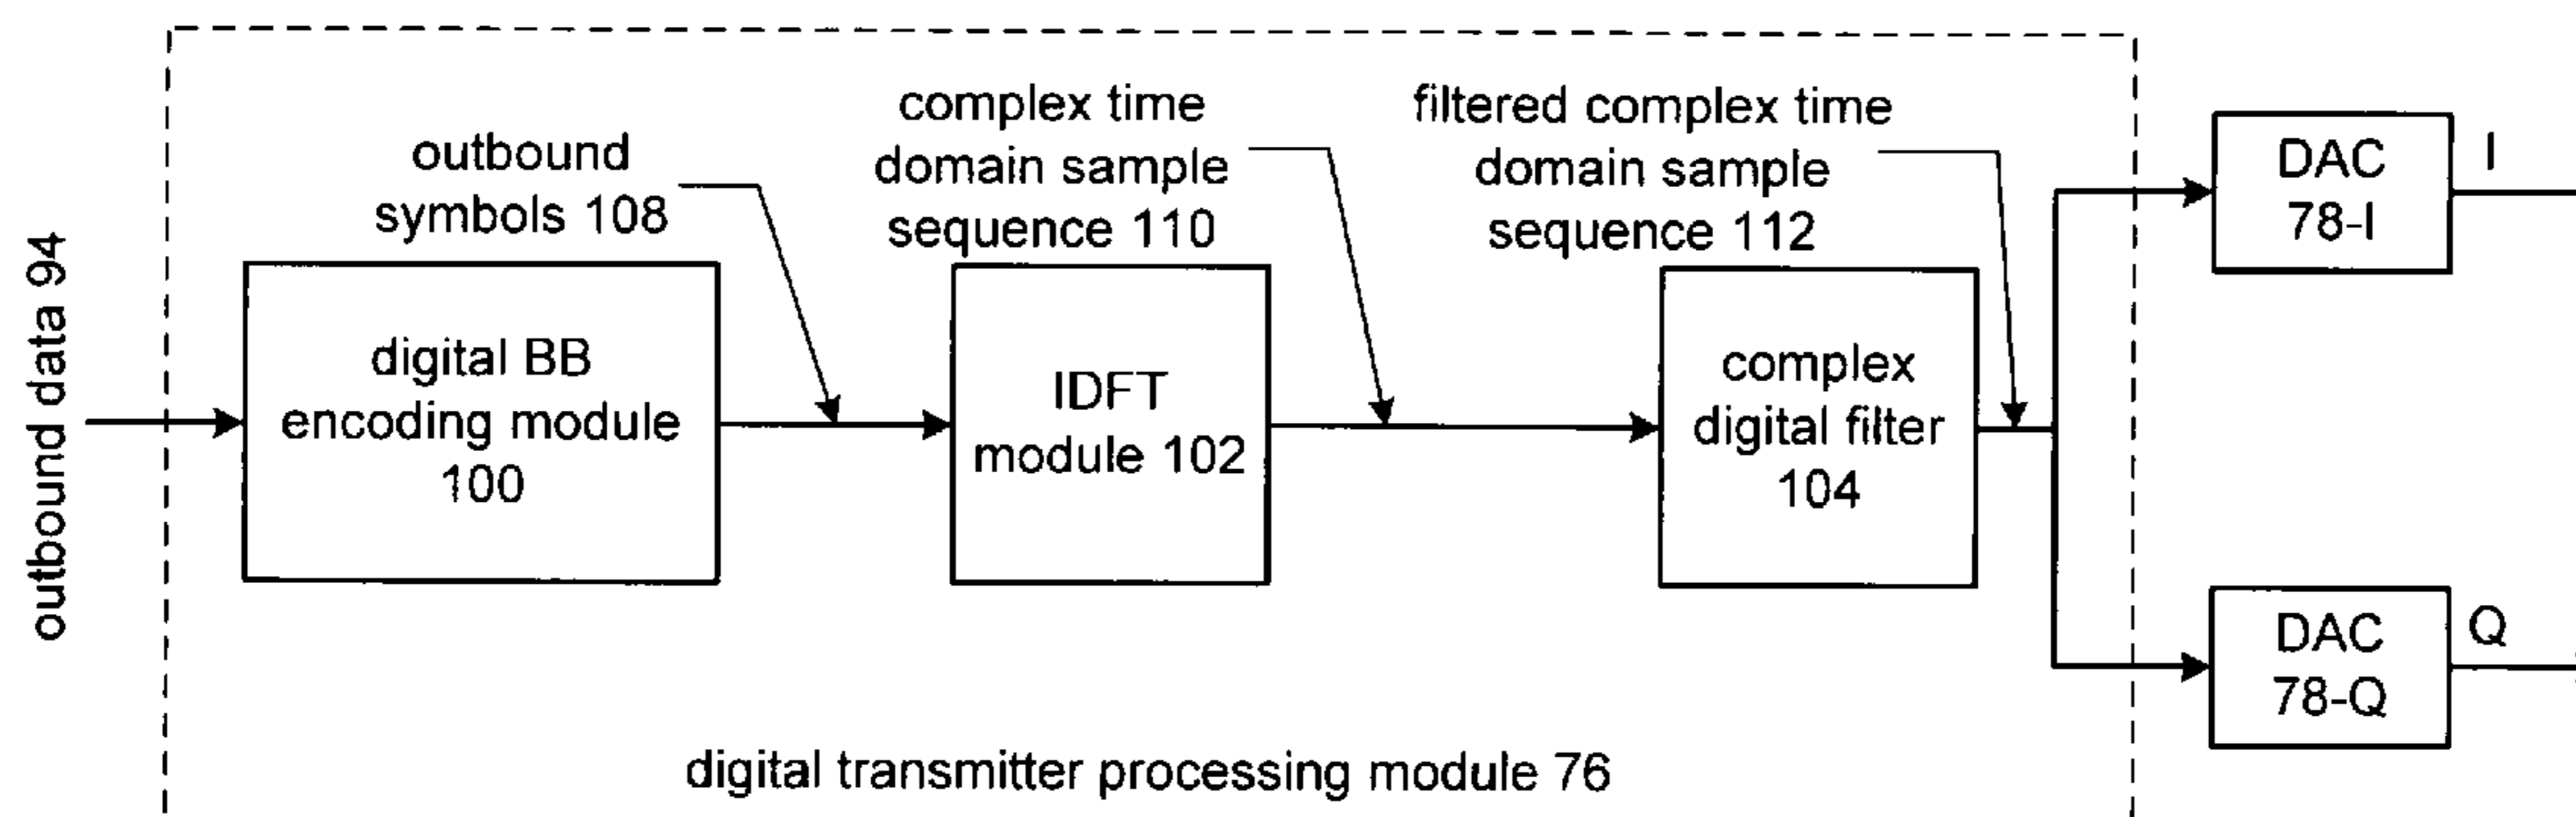 outbound data 94
digital BB
encoding module
100
outbound
symbols 108
IDFT
module 102
complex time
domain sample
sequence 110
complex
digital filter
104
filtered complex time
domain sample
sequence 112
DAC
78-I
I
DAC
78-Q
Q
digital transmitter processing module 76